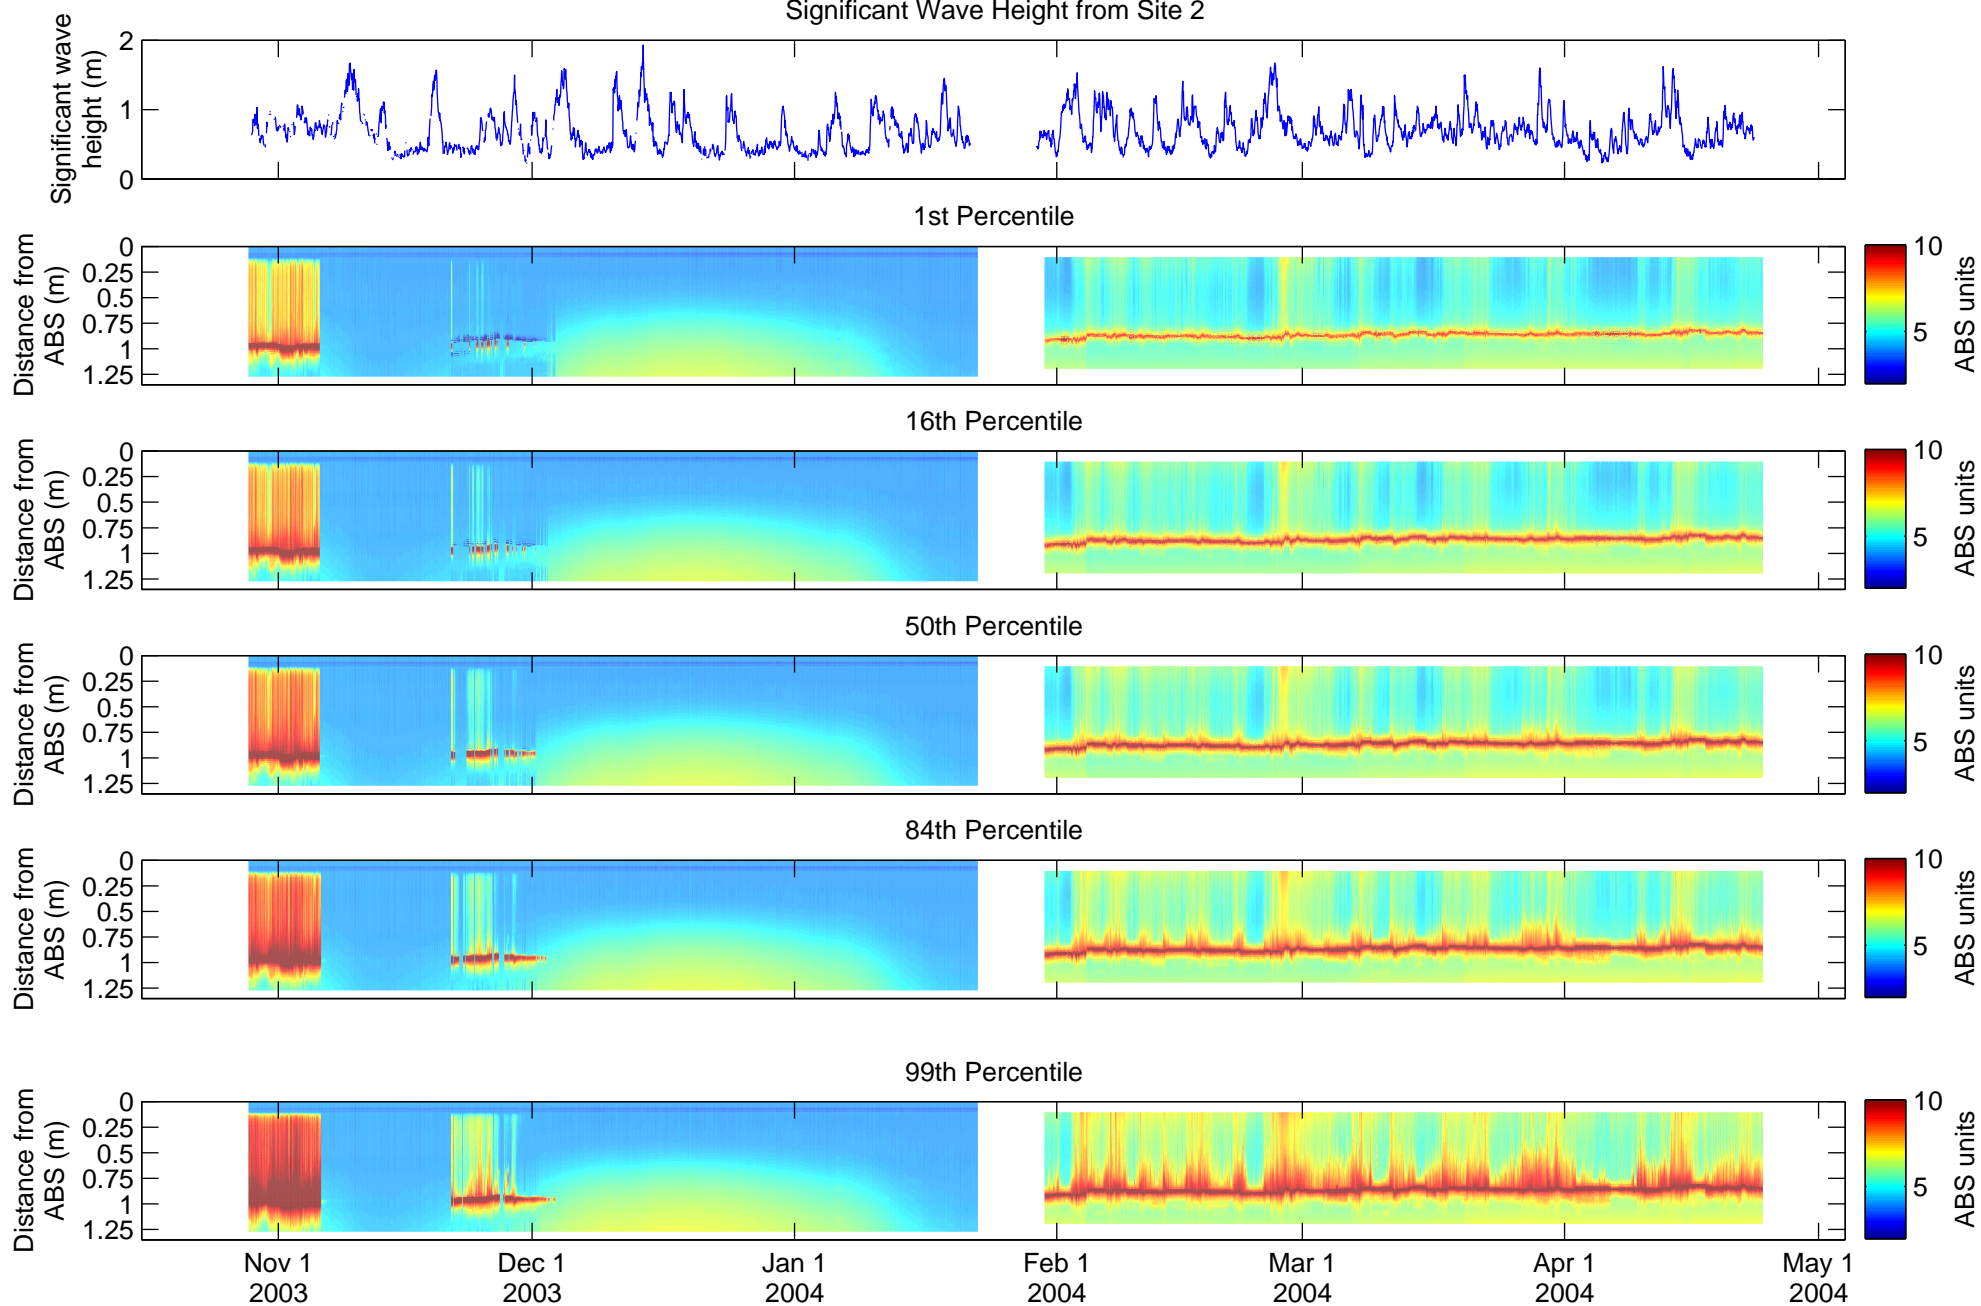 Significant Wave Height from Site 2
Significant wave
height (m)
2
1
0
1st Percentile
Distance from
ABS (m)
0
0.25
0.5
0.75
1
1.25
10
5
ABS units
16th Percentile
Distance from
ABS (m)
0
0.25
0.5
0.75
1
1.25
10
5
ABS units
50th Percentile
Distance from
ABS (m)
0
0.25
0.5
0.75
1
1.25
10
5
ABS units
84th Percentile
Distance from
ABS (m)
0
0.25
0.5
0.75
1
1.25
10
5
ABS units
99th Percentile
Distance from
ABS (m)
0
0.25
0.5
0.75
1
1.25
10
5
ABS units
Nov 1 Dec 1 Jan 1 Feb 1 Mar 1 Apr 1 May 1
2003 2003 2004 2004 2004 2004 2004